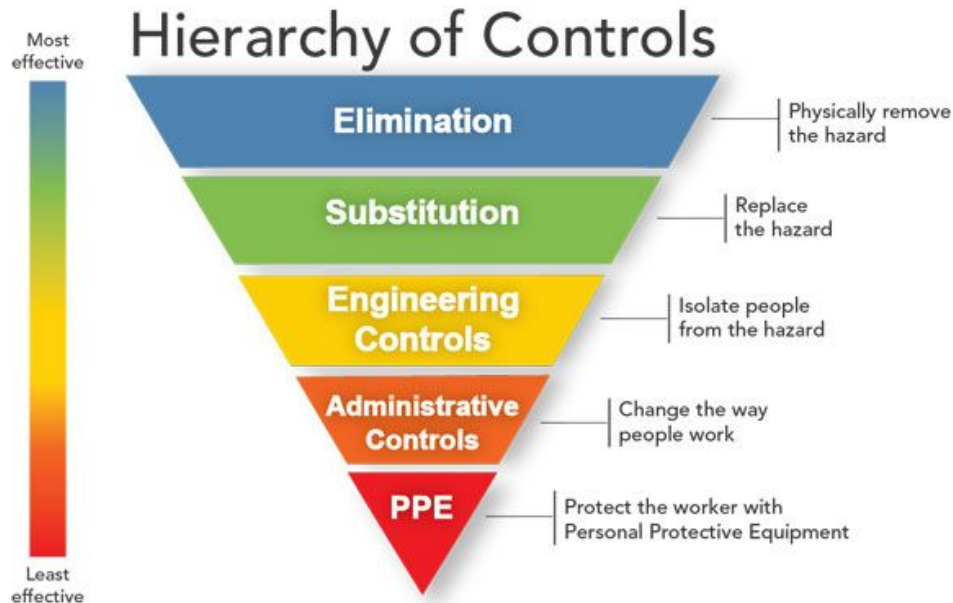 Hierarchy of Controls
Most
effective
Elimination
Physically remove
the hazard
Substitution
Replace
the hazard
Engineering
Controls
Isolate people
from the hazard
Administrative
Controls
Change the way
people work
PPE
Protect the worker with
Personal Protective Equipment
Least
effective